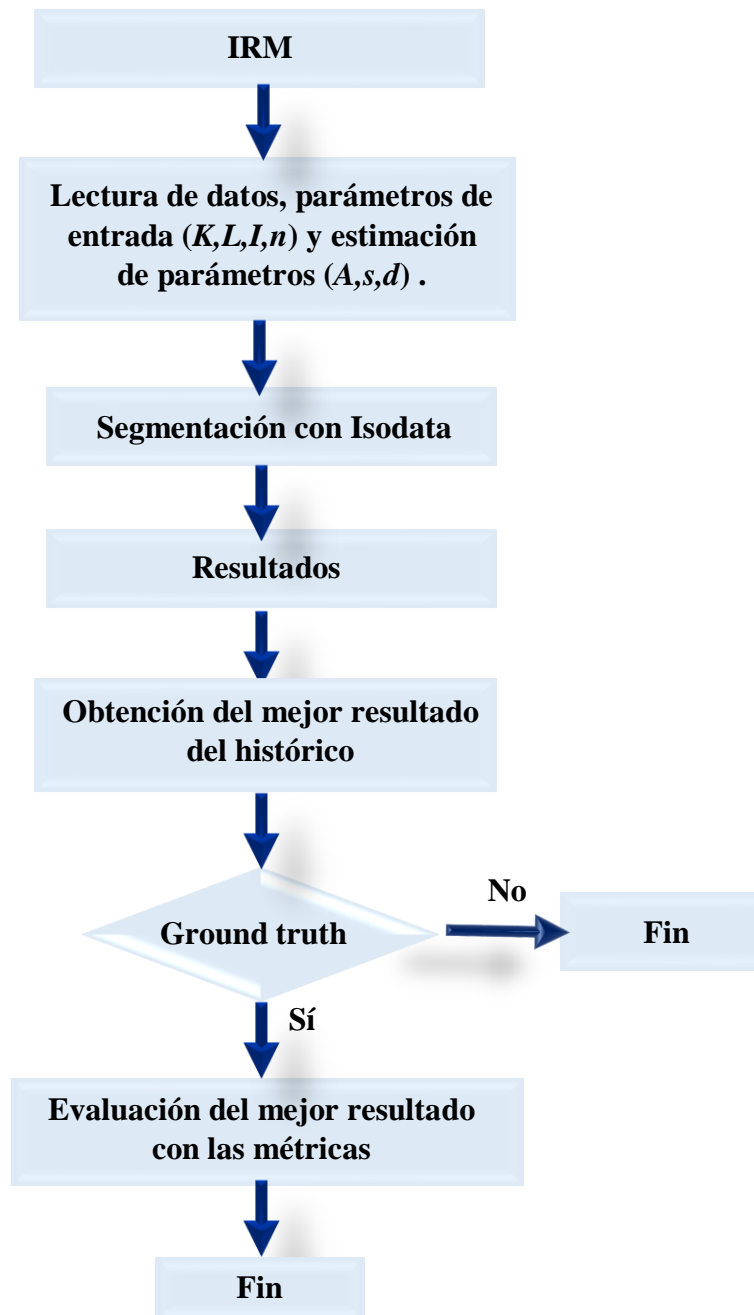 IRM
Lectura de datos, parámetros de
entrada (K,L,I,n) y estimación
de parámetros (A,s,d) .
Segmentación con Isodata
Resultados
Obtención del mejor resultado
del histórico
Ground truth
No
Fin
Sí
Evaluación del mejor resultado
con las métricas
Fin